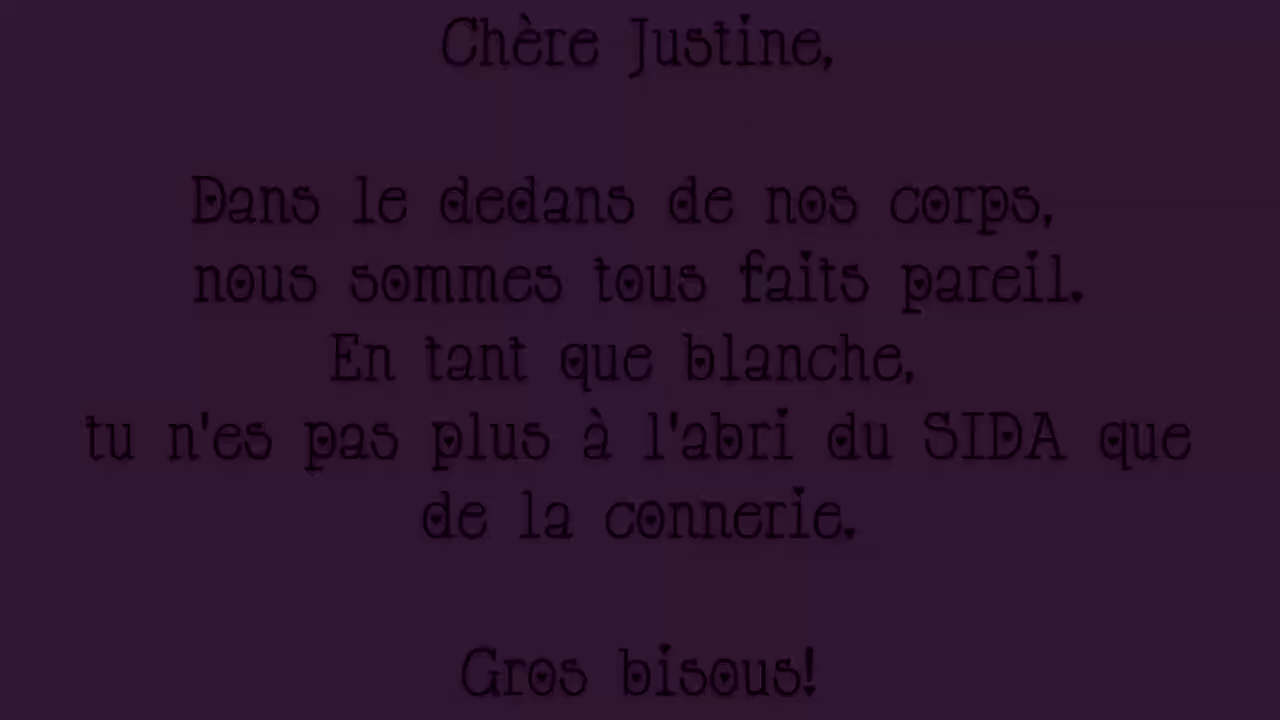 Chère Justine,
Dans le dedans de nos corps,
nous sommes tous faits pareil.
En tant que blanche,
tu n'es pas plus à l'abri du SIDA que
de la connerie.
Gros bisous!